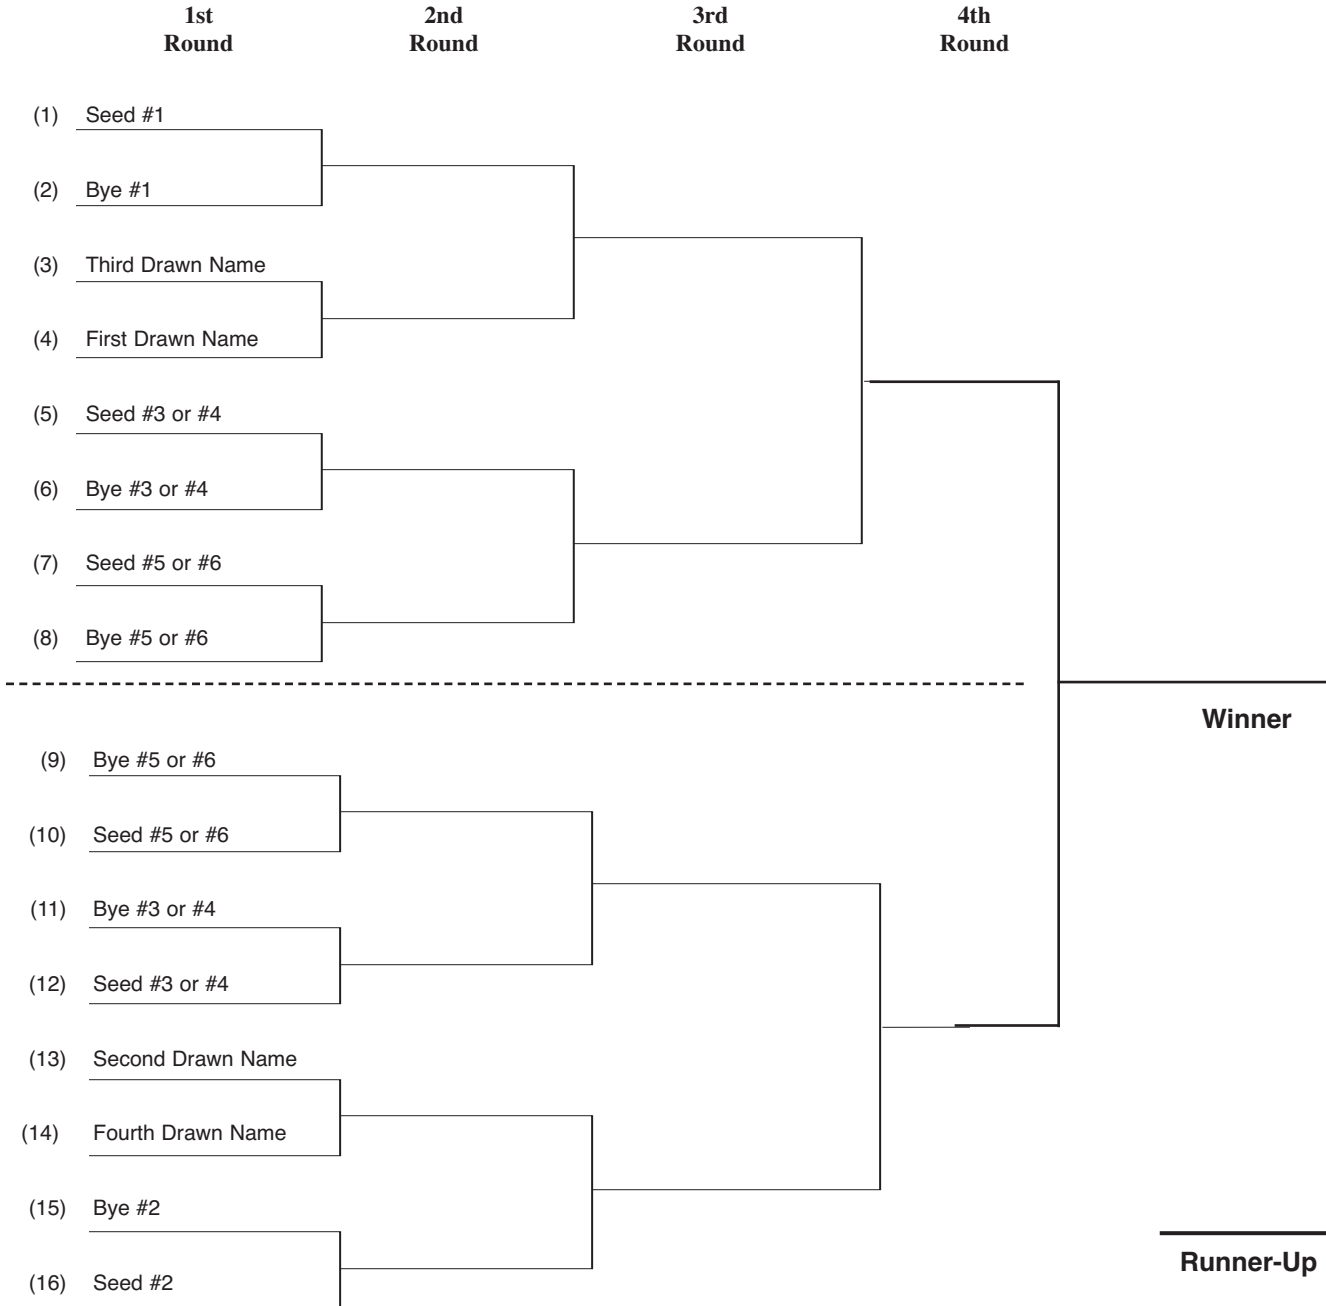 1st Round
2nd Round
3rd Round
4th Round
(1) Seed #1
(2) Bye #1
(3) Third Drawn Name
(4) First Drawn Name
(5) Seed #3 or #4
(6) Bye #3 or #4
(7) Seed #5 or #6
(8) Bye #5 or #6
Winner
(9) Bye #5 or #6
(10) Seed #5 or #6
(11) Bye #3 or #4
(12) Seed #3 or #4
(13) Second Drawn Name
(14) Fourth Drawn Name
(15) Bye #2
(16) Seed #2
Runner-Up